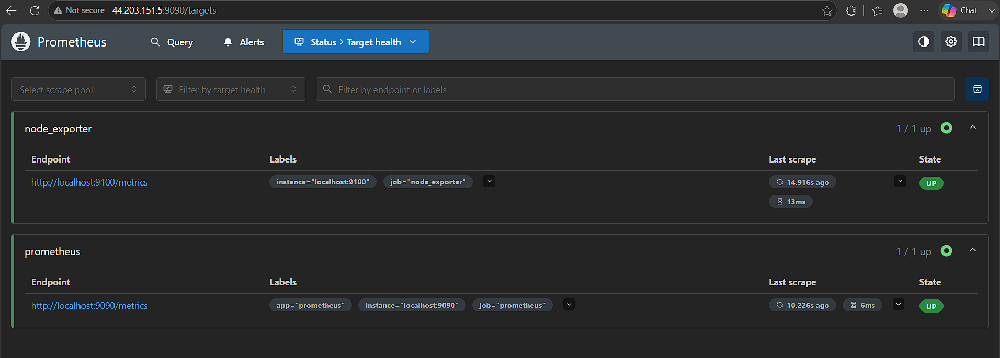 Not secure 44.203.151.5:9090/targets Chat
Prometheus Query Alerts Status > Target health
Select scrape pool Filter by target health Filter by endpoint or labels
node_exporter 1 / 1 up
Endpoint Labels Last scrape State
http://localhost:9100/metrics instance="localhost:9100" job="node_exporter" 14.916s ago UP
13ms
prometheus 1 / 1 up
Endpoint Labels Last scrape State
http://localhost:9090/metrics app="prometheus" instance="localhost:9090" job="prometheus" 10.226s ago 6ms UP